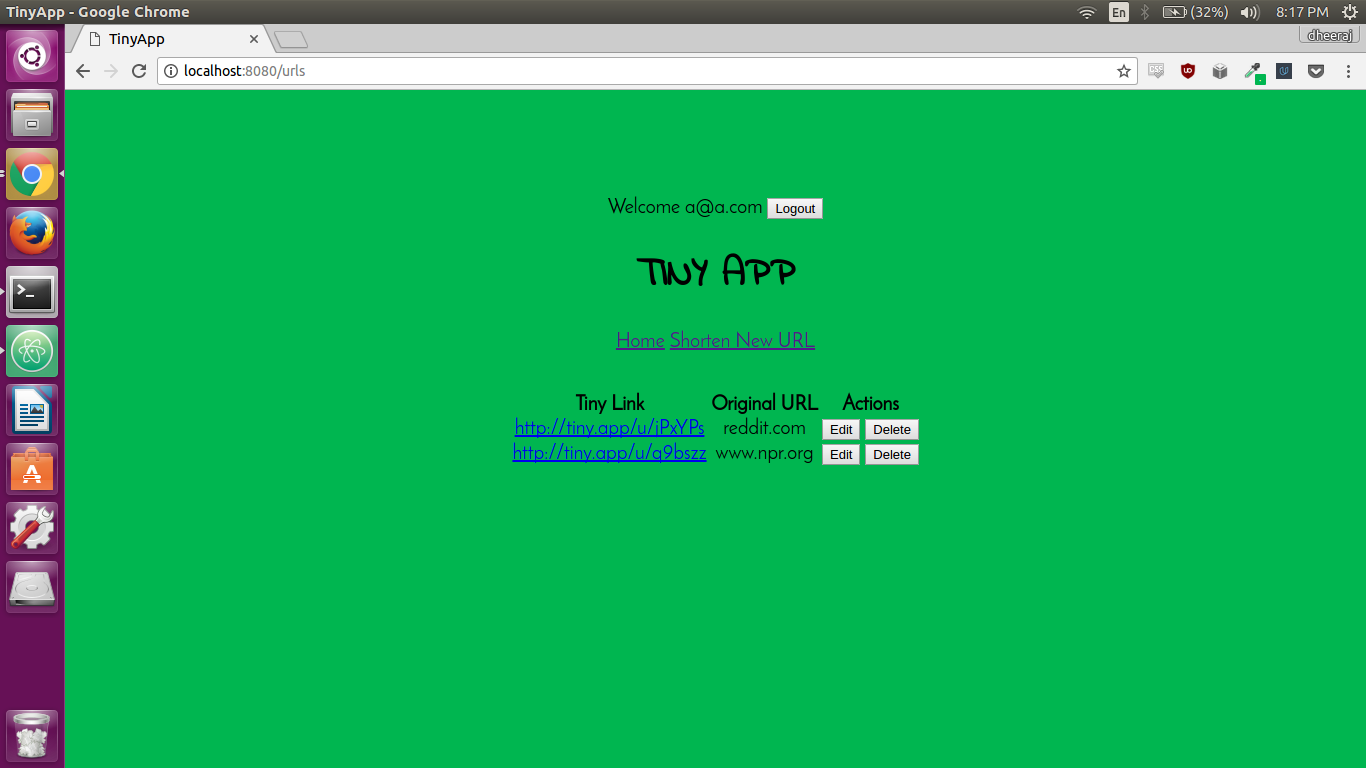 TinyApp - Google Chrome
En
(32%)
8:17 PM
TinyApp
dheeraj
localhost:8080/urls
Welcome a@a.com Logout
Tiny App
Home Shorten New URL
Tiny Link Original URL Actions
http://tiny.app/u/jPxYPs reddit.com Edit Delete
http://tiny.app/u/q9bszz www.npr.org Edit Delete